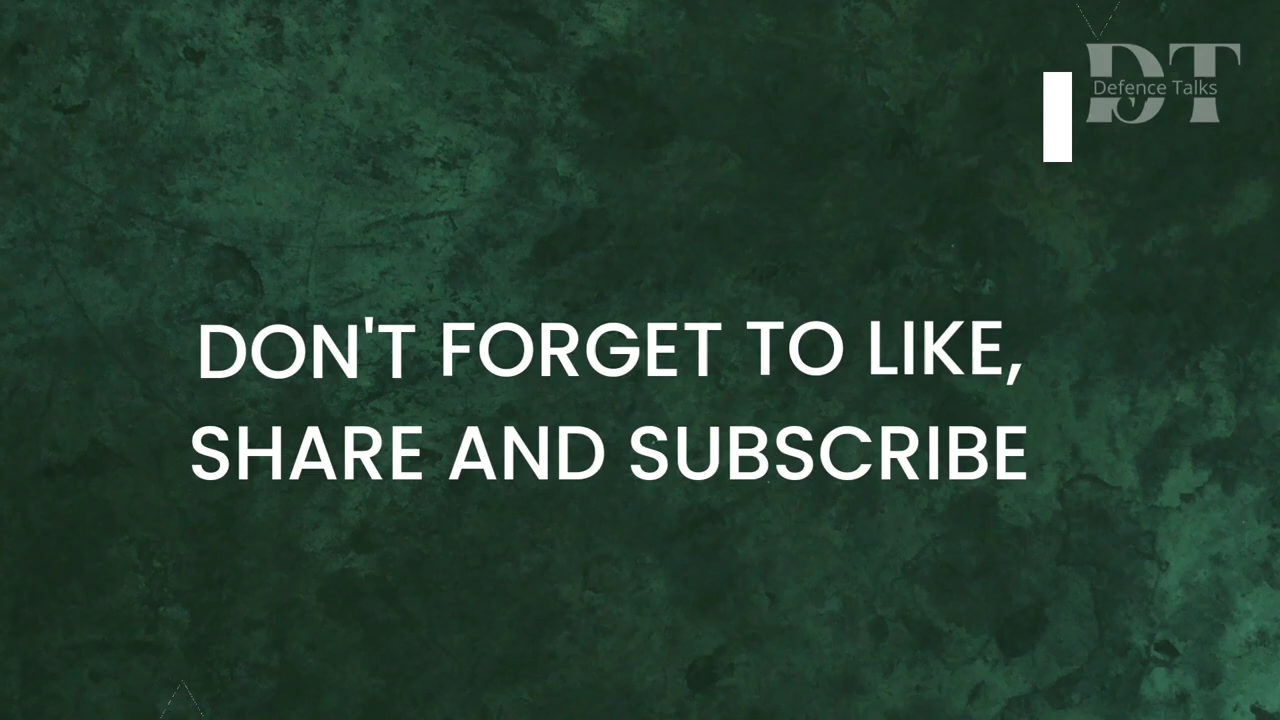 DT
Defence Talks
DON'T FORGET TO LIKE,
SHARE AND SUBSCRIBE